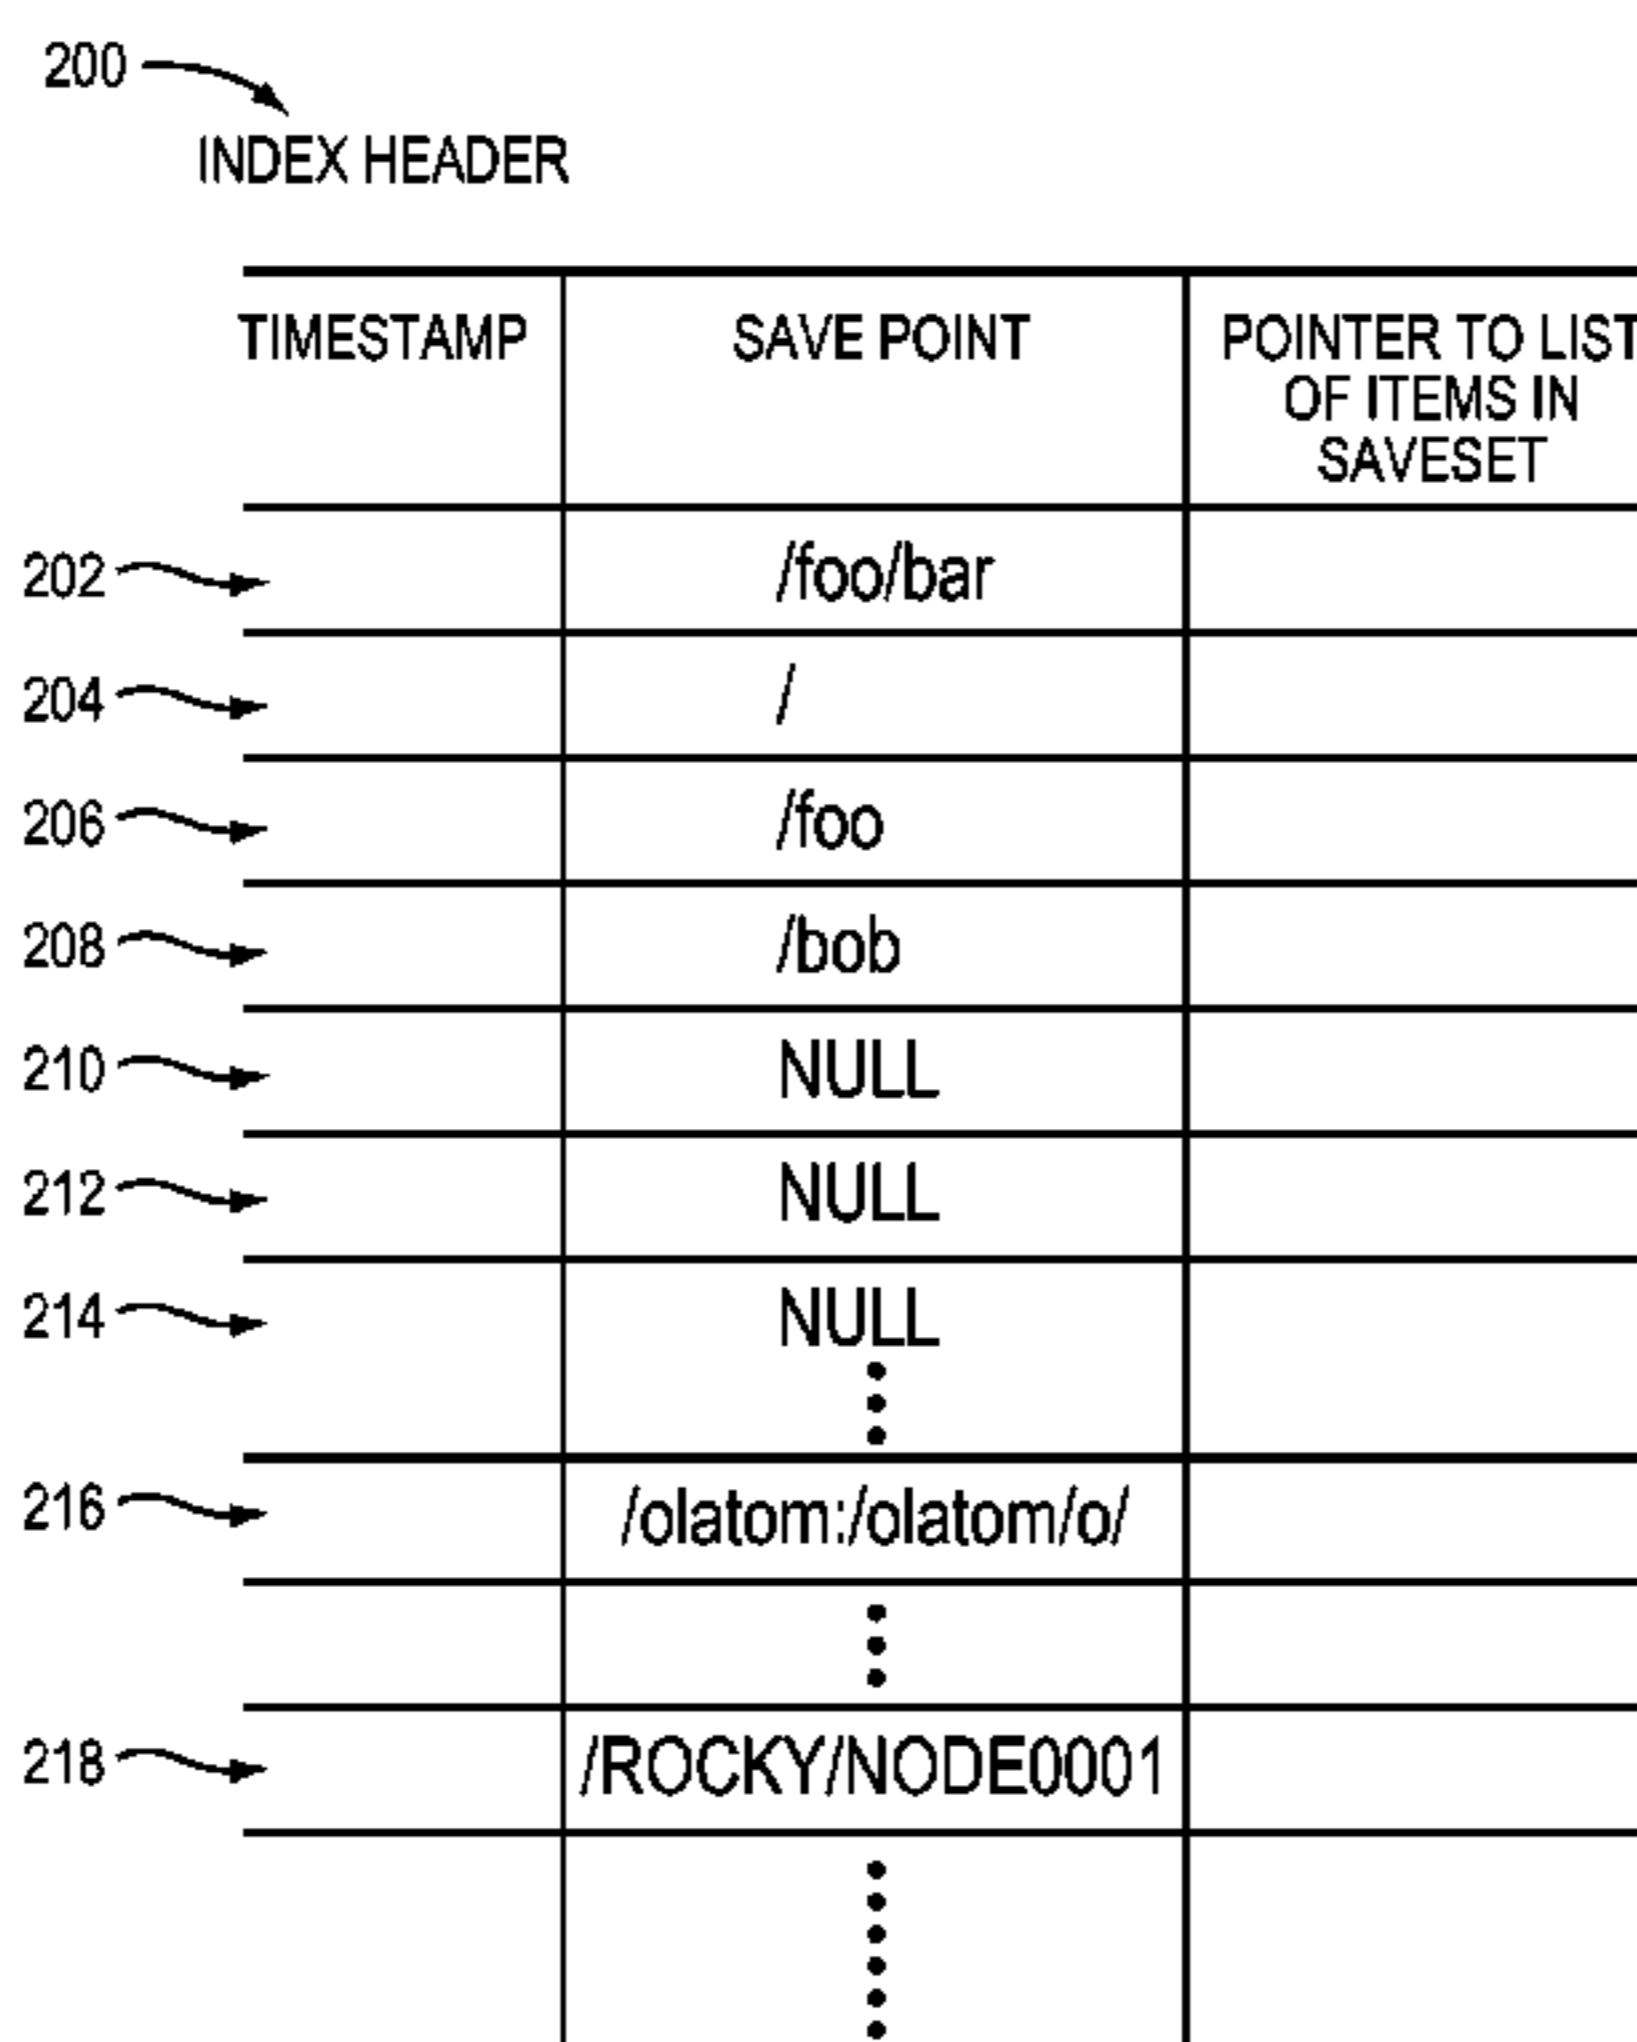 200
INDEX HEADER
TIMESTAMP SAVE POINT POINTER TO LIST
OF ITEMS IN
SAVESET
202 /foo/bar
204 /
206 /foo
208 /bob
210 NULL
212 NULL
214 NULL
216 /olatom:/olatom/o/
218 /ROCKY/NODE0001